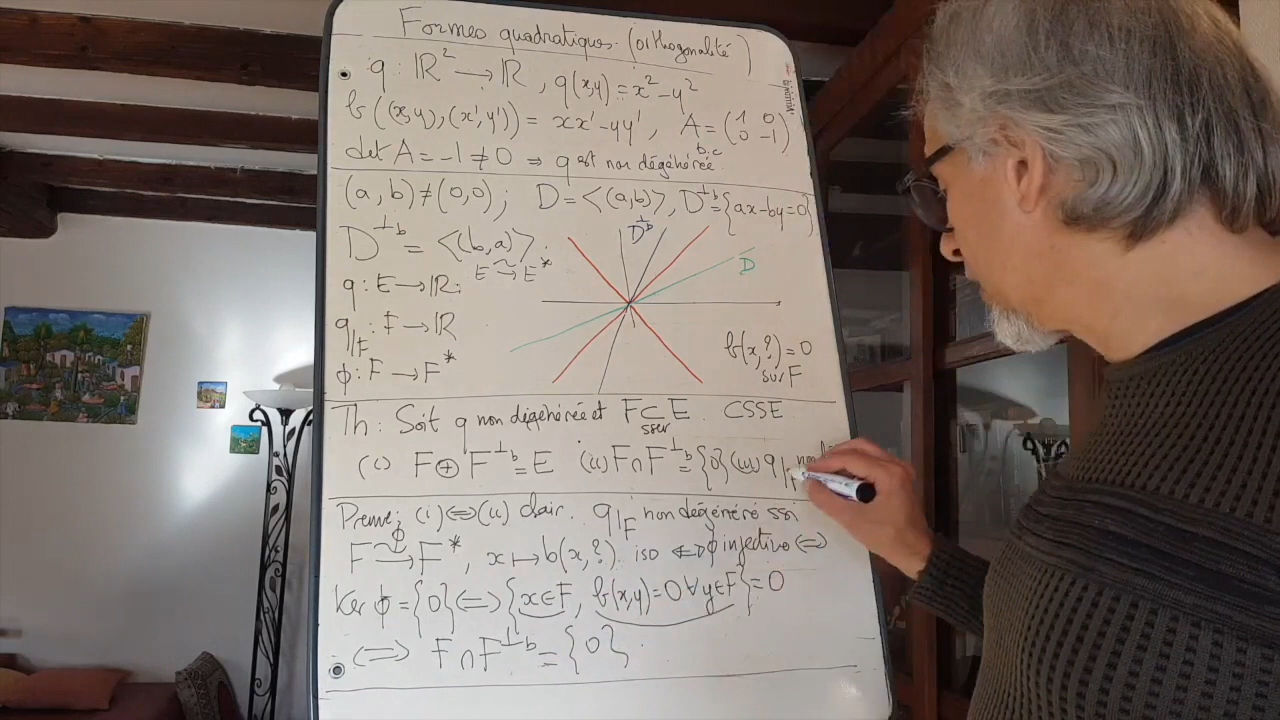 Formes quadratiques (orthogonalité)
q : ℝ² → ℝ, q(x,y) = x² - y²
b((x,y),(x',y')) = xx' - yy', A = (1 0 0 -1)
b.c
det A = -1 ≠ 0 ⇒ q est non dégénérée
(a, b) ≠ (0,0) ; D = <(a,b)>, D^⊥b = {ax-by=0}
D^⊥b = <(b,a)>.
E ⥲ E*
D^⊥b
D
q : E → ℝ
q|F : F → ℝ
φ : F → F*
b(x,?) = 0
sur F
Th : Soit q non dégénérée et F ⊂ E CSSE
ssev
(i) F ⊕ F^⊥b = E (ii) F ∩ F^⊥b = {0} (iii) q|F non
Preuve: (i) ⟺ (ii) clair. q|F non dégénéré ssi
φ
F ⥲ F*, x ↦ b(x,?) iso ⟺ φ injective ⟺
Ker φ = {0} ⟺ {x ∈ F, b(x,y) = 0 ∀ y ∈ F} = 0
⟺ F ∩ F^⊥b = {0}